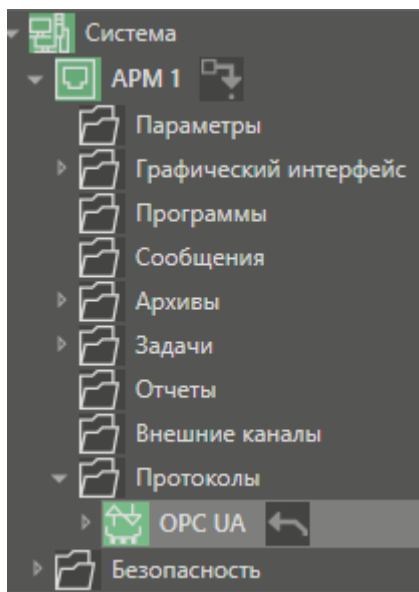 Система
АРМ 1
Параметры
Графический интерфейс
Программы
Сообщения
Архивы
Задачи
Отчеты
Внешние каналы
Протоколы
OPC UA
Безопасность